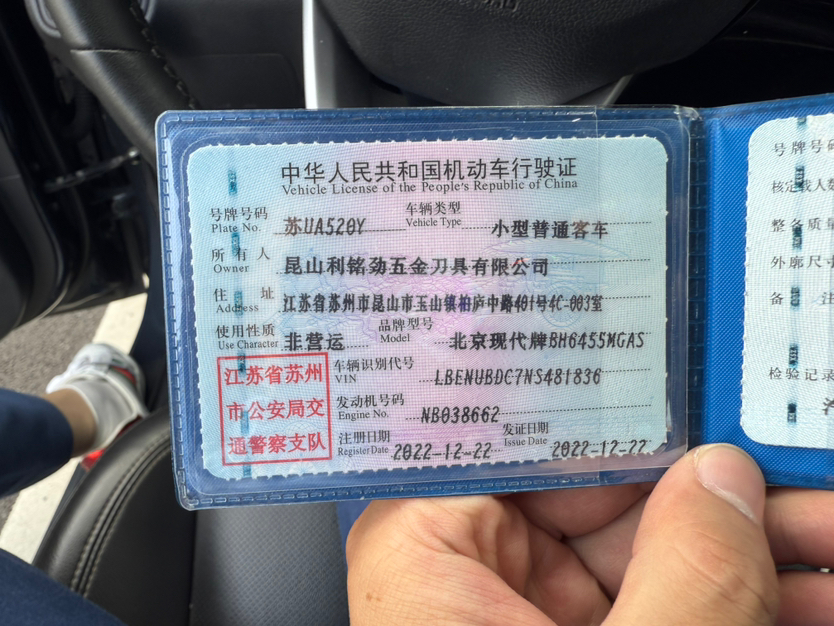 中华人民共和国机动车行驶证
Vehicle License of the People's Republic of China
号牌号码 苏UA520Y 车辆类型 小型普通客车
Plate No. Vehicle Type
所有人 昆山利铭劲五金刀具有限公司
Owner
住址 江苏省苏州市昆山市玉山镇柏庐中路401号4C-003室
Address
使用性质 非营运 品牌型号 北京现代牌BH6455MGAS
Use Character Model
江苏省苏州
市公安局交
通警察支队
车辆识别代号 LBENUBDC7NS481836
VIN
发动机号码 NB038662
Engine No.
注册日期 2022-12-22 发证日期 2022-12-22
Register Date Issue Date
号牌号码
核定载人数
整备质量
外廓尺寸
备注
检验记录